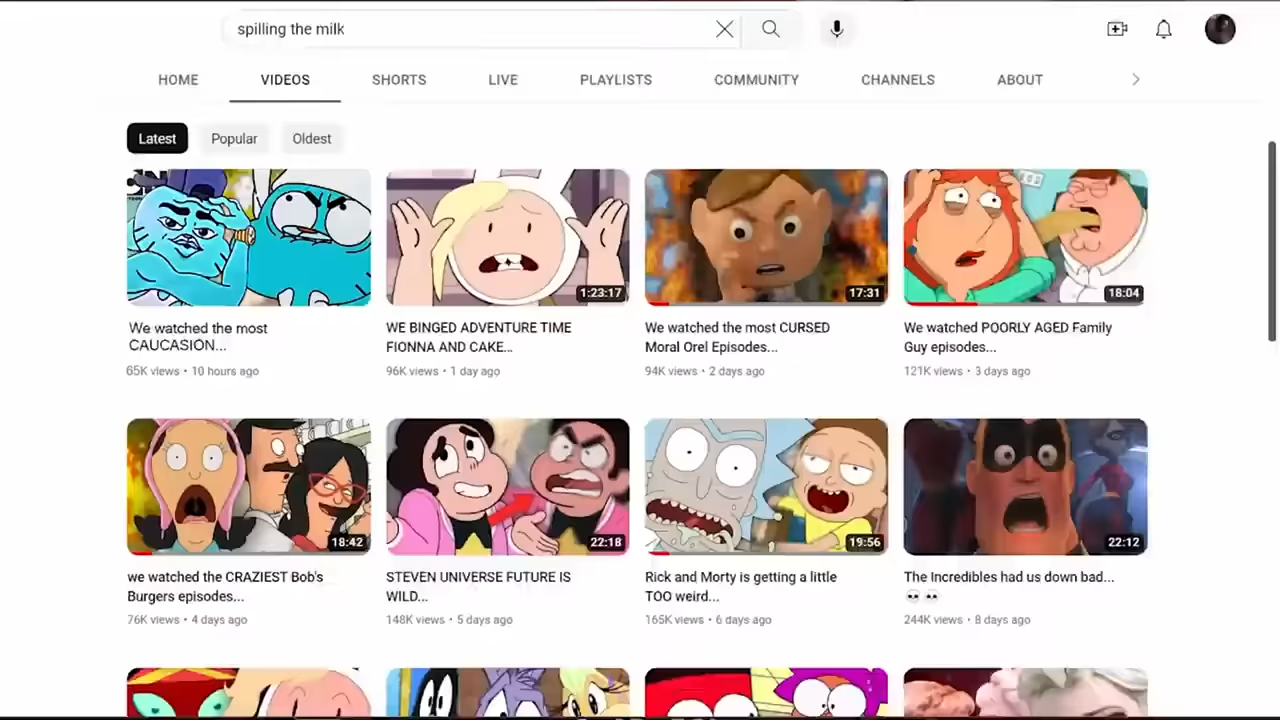 spilling the milk
HOME VIDEOS SHORTS LIVE PLAYLISTS COMMUNITY CHANNELS ABOUT
Latest Popular Oldest
1:23:17
17:31
18:04
We watched the most
CAUCASION...
65K views • 10 hours ago
WE BINGED ADVENTURE TIME
FIONNA AND CAKE...
96K views • 1 day ago
We watched the most CURSED
Moral Orel Episodes...
94K views • 2 days ago
We watched POORLY AGED Family
Guy episodes...
121K views • 3 days ago
18:42
22:18
19:56
22:12
we watched the CRAZIEST Bob's
Burgers episodes...
76K views • 4 days ago
STEVEN UNIVERSE FUTURE IS
WILD...
148K views • 5 days ago
Rick and Morty is getting a little
TOO weird...
165K views • 6 days ago
The Incredibles had us down bad...
💀💀
244K views • 8 days ago